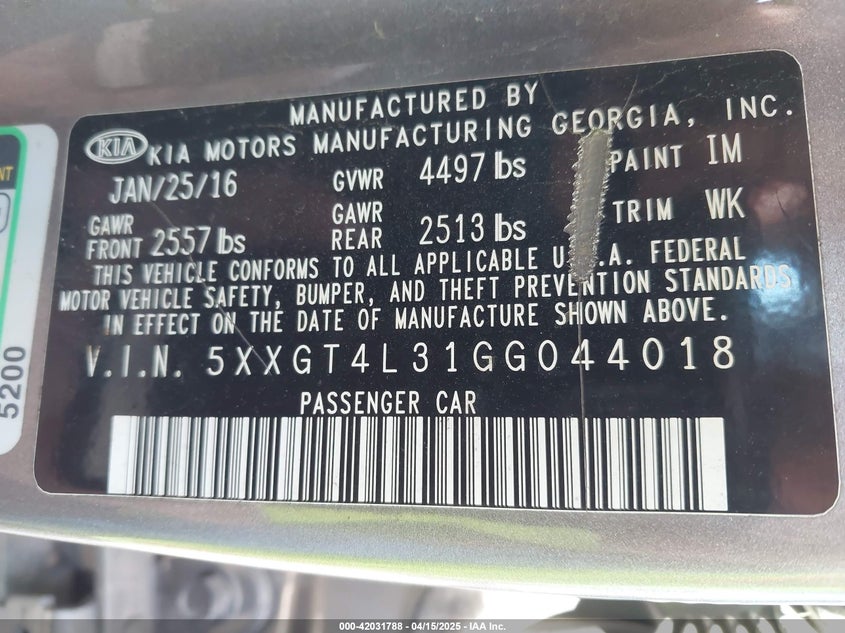 MANUFACTURED BY
KIA KIA MOTORS MANUFACTURING GEORGIA, INC.
JAN/25/16 GVWR 4497 lbs PAINT IM
GAWR FRONT 2557 lbs GAWR REAR 2513 lbs TRIM WK
THIS VEHICLE CONFORMS TO ALL APPLICABLE U.S.A. FEDERAL
MOTOR VEHICLE SAFETY, BUMPER, AND THEFT PREVENTION STANDARDS
IN EFFECT ON THE DATE OF MANUFACTURE SHOWN ABOVE.
V.I.N. 5XXGT4L31GG044018
PASSENGER CAR
5200
000-42031788 - 04/15/2025 - IAA Inc.